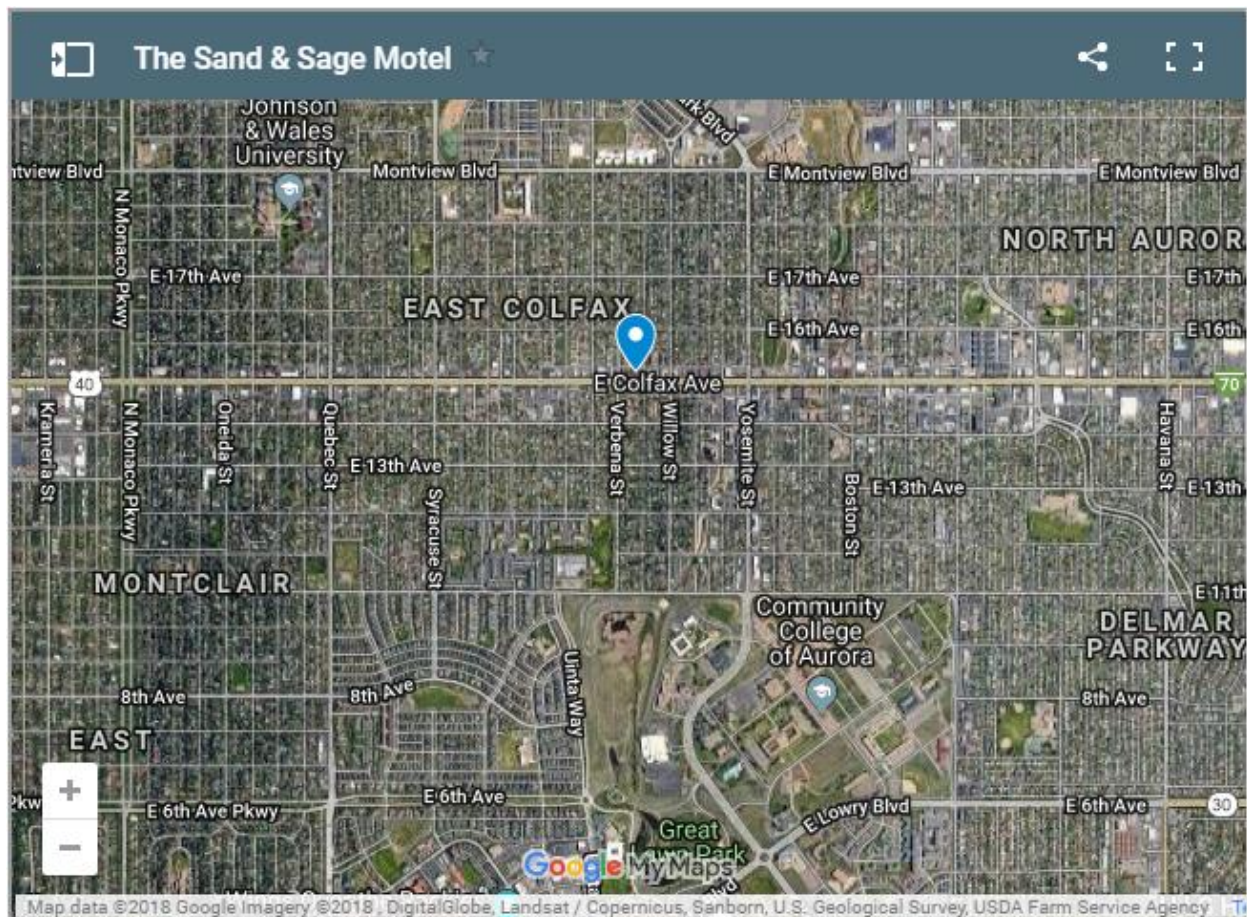 The Sand & Sage Motel
Johnson
& Wales
University
ark Blvd
ntview Blvd
Montview Blvd
E Montview Blvd
E Montview Blvd
N Monaco Pkwy
NORTH AUROR
E 17th Ave
E 17th Ave
E 17th
EAST COLFAX
E 16th Ave
E 16th
40
E Colfax Ave
70
Krameria St
N Monaco Pkwy
Oneida St
Quebec St
Verbena St
Willow St
Yosemite St
Havana St
E 13th Ave
Syracuse St
Boston St
E 13th Ave
E 13th
MONTCLAIR
E 11th
Community
College
of Aurora
DELMAR
PARKWAY
Uinta Way
8th Ave
8th Ave
8th Ave
EAST
+
−
Pkw
E 6th Ave Pkwy
E 6th Ave
E Lowry Blvd
E 6th Ave
30
Great
Lawn Park
Google My Maps
Map data ©2018 Google Imagery ©2018 , DigitalGlobe, Landsat / Copernicus, Sanborn, U.S. Geological Survey, USDA Farm Service Agency
Te